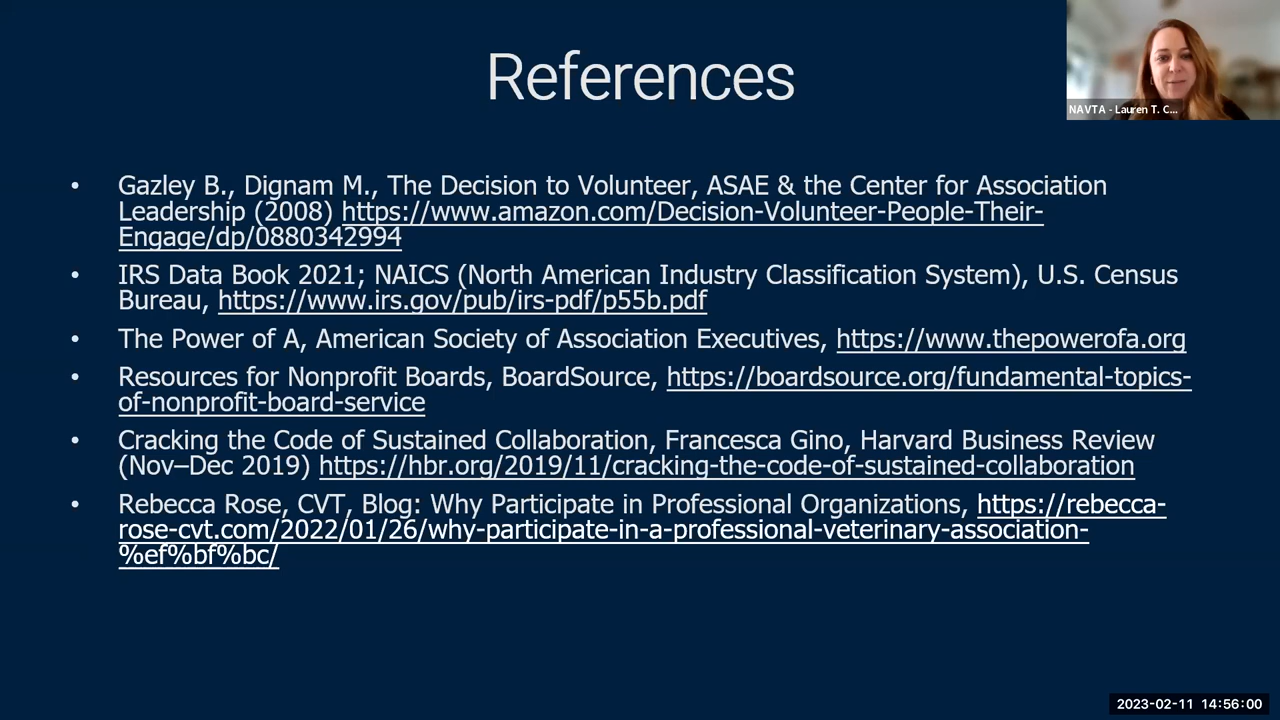 References
NAVTA - Lauren T. C...
• Gazley B., Dignam M., The Decision to Volunteer, ASAE & the Center for Association
Leadership (2008) https://www.amazon.com/Decision-Volunteer-People-Their-
Engage/dp/0880342994
• IRS Data Book 2021; NAICS (North American Industry Classification System), U.S. Census
Bureau, https://www.irs.gov/pub/irs-pdf/p55b.pdf
• The Power of A, American Society of Association Executives, https://www.thepowerofa.org
• Resources for Nonprofit Boards, BoardSource, https://boardsource.org/fundamental-topics-
of-nonprofit-board-service
• Cracking the Code of Sustained Collaboration, Francesca Gino, Harvard Business Review
(Nov–Dec 2019) https://hbr.org/2019/11/cracking-the-code-of-sustained-collaboration
• Rebecca Rose, CVT, Blog: Why Participate in Professional Organizations, https://rebecca-
rose-cvt.com/2022/01/26/why-participate-in-a-professional-veterinary-association-
%ef%bf%bc/
2023-02-11 14:56:00